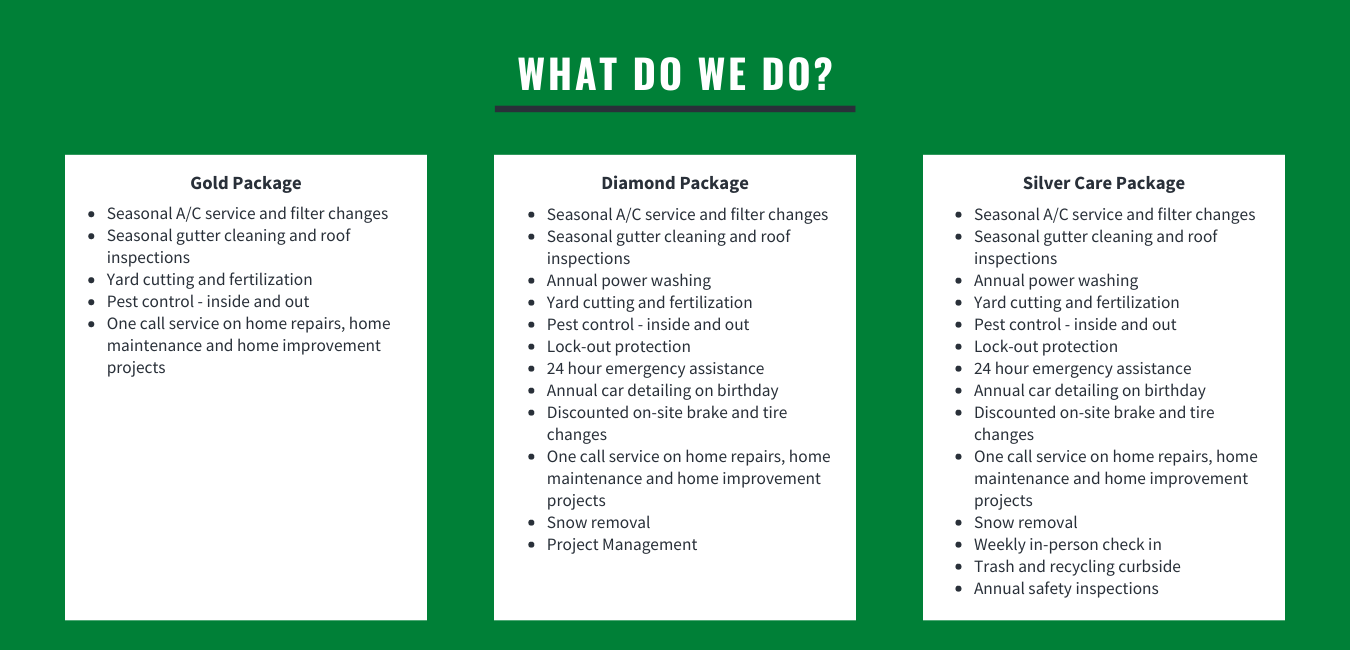 WHAT DO WE DO?
Gold Package
• Seasonal A/C service and filter changes
• Seasonal gutter cleaning and roof
inspections
• Yard cutting and fertilization
• Pest control - inside and out
• One call service on home repairs, home
maintenance and home improvement
projects
Diamond Package
• Seasonal A/C service and filter changes
• Seasonal gutter cleaning and roof
inspections
• Annual power washing
• Yard cutting and fertilization
• Pest control - inside and out
• Lock-out protection
• 24 hour emergency assistance
• Annual car detailing on birthday
• Discounted on-site brake and tire
changes
• One call service on home repairs, home
maintenance and home improvement
projects
• Snow removal
• Project Management
Silver Care Package
• Seasonal A/C service and filter changes
• Seasonal gutter cleaning and roof
inspections
• Annual power washing
• Yard cutting and fertilization
• Pest control - inside and out
• Lock-out protection
• 24 hour emergency assistance
• Annual car detailing on birthday
• Discounted on-site brake and tire
changes
• One call service on home repairs, home
maintenance and home improvement
projects
• Snow removal
• Weekly in-person check in
• Trash and recycling curbside
• Annual safety inspections